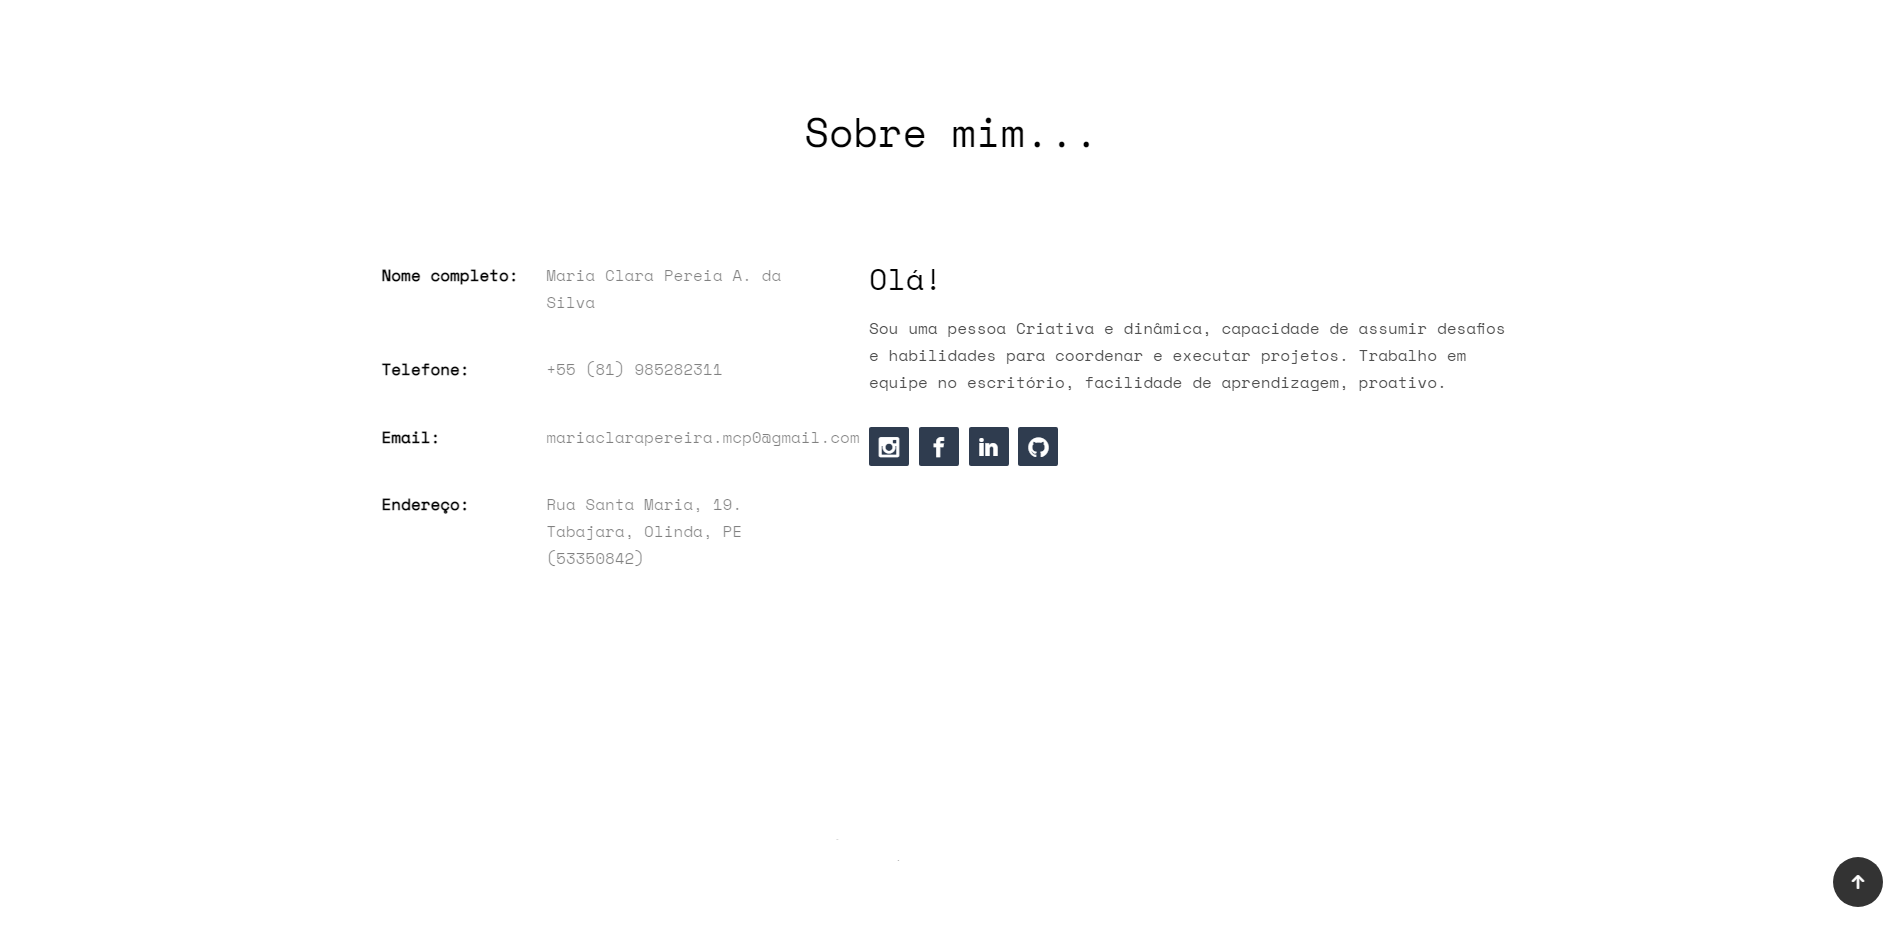 Sobre mim...
Nome completo:
Maria Clara Pereia A. da
Silva
Telefone:
+55 (81) 985282311
Email:
mariaclarapereira.mcp0@gmail.com
Endereço:
Rua Santa Maria, 19.
Tabajara, Olinda, PE
(53350842)
Olá!
Sou uma pessoa Criativa e dinâmica, capacidade de assumir desafios
e habilidades para coordenar e executar projetos. Trabalho em
equipe no escritório, facilidade de aprendizagem, proativo.